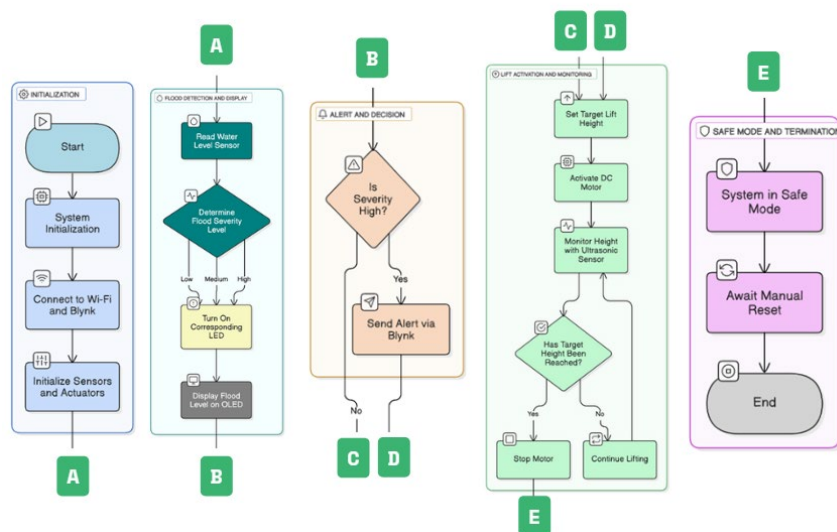 A
INITIALIZATION
Start
System
Initialization
Connect to Wi-Fi
and Blynk
Initialize Sensors
and Actuators
A
FLOOD DETECTION AND DISPLAY
Read Water
Level Sensor
Determine
Flood Severity
Level
Low
Medium
High
Turn On
Corresponding
LED
Display Flood
Level on OLED
B
B
ALERT AND DECISION
Is
Severity
High?
Yes
Send Alert via
Blynk
No
C
D
C
D
LIFT ACTIVATION AND MONITORING
Set Target Lift
Height
Activate DC
Motor
Monitor Height
with Ultrasonic
Sensor
Has Target
Height Been
Reached?
Yes
No
Stop Motor
Continue Lifting
E
E
SAFE MODE AND TERMINATION
System in Safe
Mode
Await Manual
Reset
End